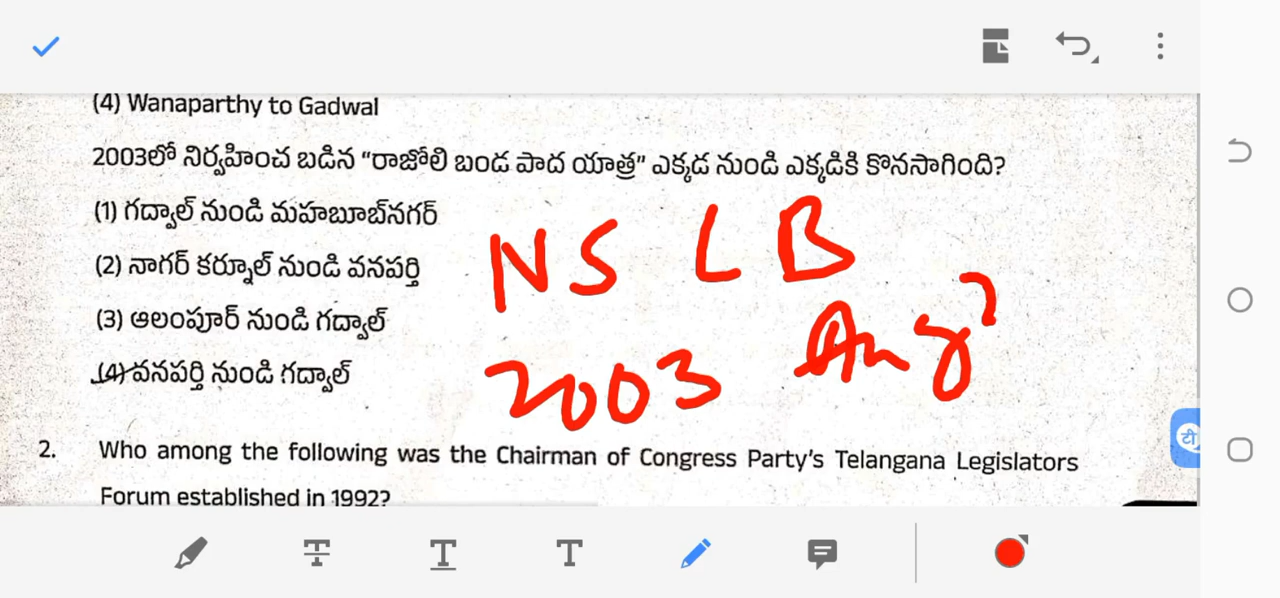 (4) Wanaparthy to Gadwal
2003లో నిర్వహించ బడిన “రాజోలి బండ పాద యాత్ర” ఎక్కడ నుండి ఎక్కడికి కొనసాగింది?
(1) గద్వాల్ నుండి మహబూబ్‌నగర్
(2) నాగర్ కర్నూల్ నుండి వనపర్తి
(3) ఆలంపూర్ నుండి గద్వాల్
(4) వనపర్తి నుండి గద్వాల్
NS LB
2003
2. Who among the following was the Chairman of Congress Party's Telangana Legislators
Forum established in 1992?
T T T
टी